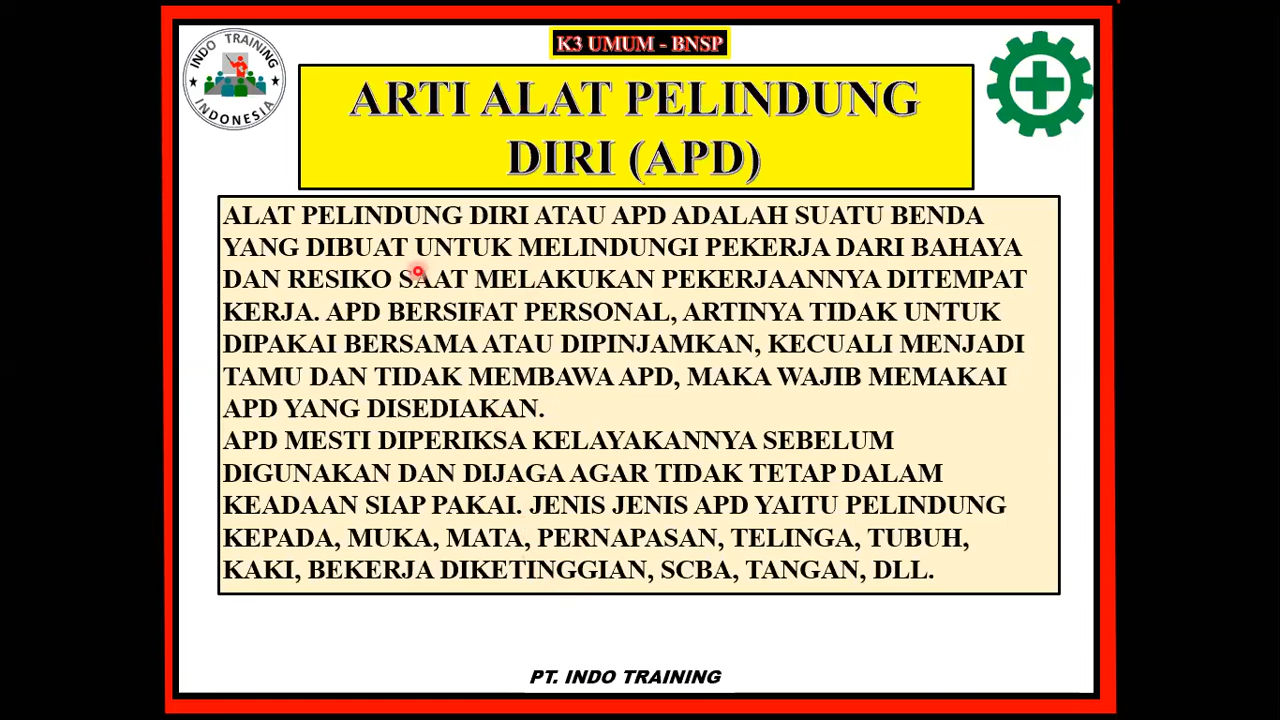 K3 UMUM - BNSP
INDO TRAINING
INDONESIA
ARTI ALAT PELINDUNG
DIRI (APD)
ALAT PELINDUNG DIRI ATAU APD ADALAH SUATU BENDA
YANG DIBUAT UNTUK MELINDUNGI PEKERJA DARI BAHAYA
DAN RESIKO SAAT MELAKUKAN PEKERJAANNYA DITEMPAT
KERJA. APD BERSIFAT PERSONAL, ARTINYA TIDAK UNTUK
DIPAKAI BERSAMA ATAU DIPINJAMKAN, KECUALI MENJADI
TAMU DAN TIDAK MEMBAWA APD, MAKA WAJIB MEMAKAI
APD YANG DISEDIAKAN.
APD MESTI DIPERIKSA KELAYAKANNYA SEBELUM
DIGUNAKAN DAN DIJAGA AGAR TIDAK TETAP DALAM
KEADAAN SIAP PAKAI. JENIS JENIS APD YAITU PELINDUNG
KEPADA, MUKA, MATA, PERNAPASAN, TELINGA, TUBUH,
KAKI, BEKERJA DIKETINGGIAN, SCBA, TANGAN, DLL.
PT. INDO TRAINING